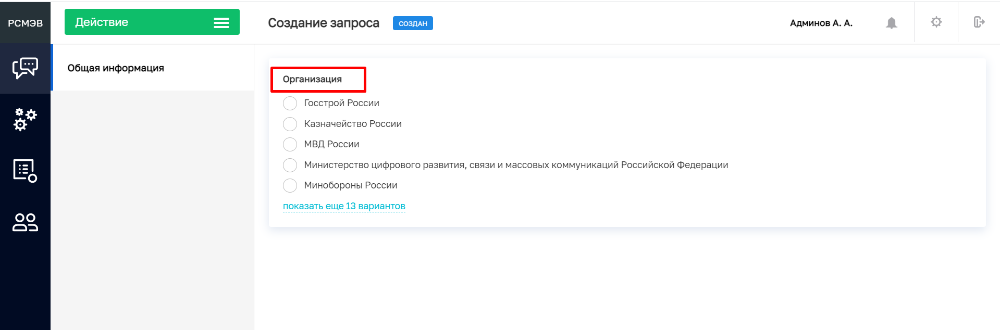 РСМЭВ
Действие
Создание запроса
СОЗДАН
Админов А. А.
Общая информация
Организация
Госстрой России
Казначейство России
МВД России
Министерство цифрового развития, связи и массовых коммуникаций Российской Федерации
Минобороны России
показать еще 13 вариантов